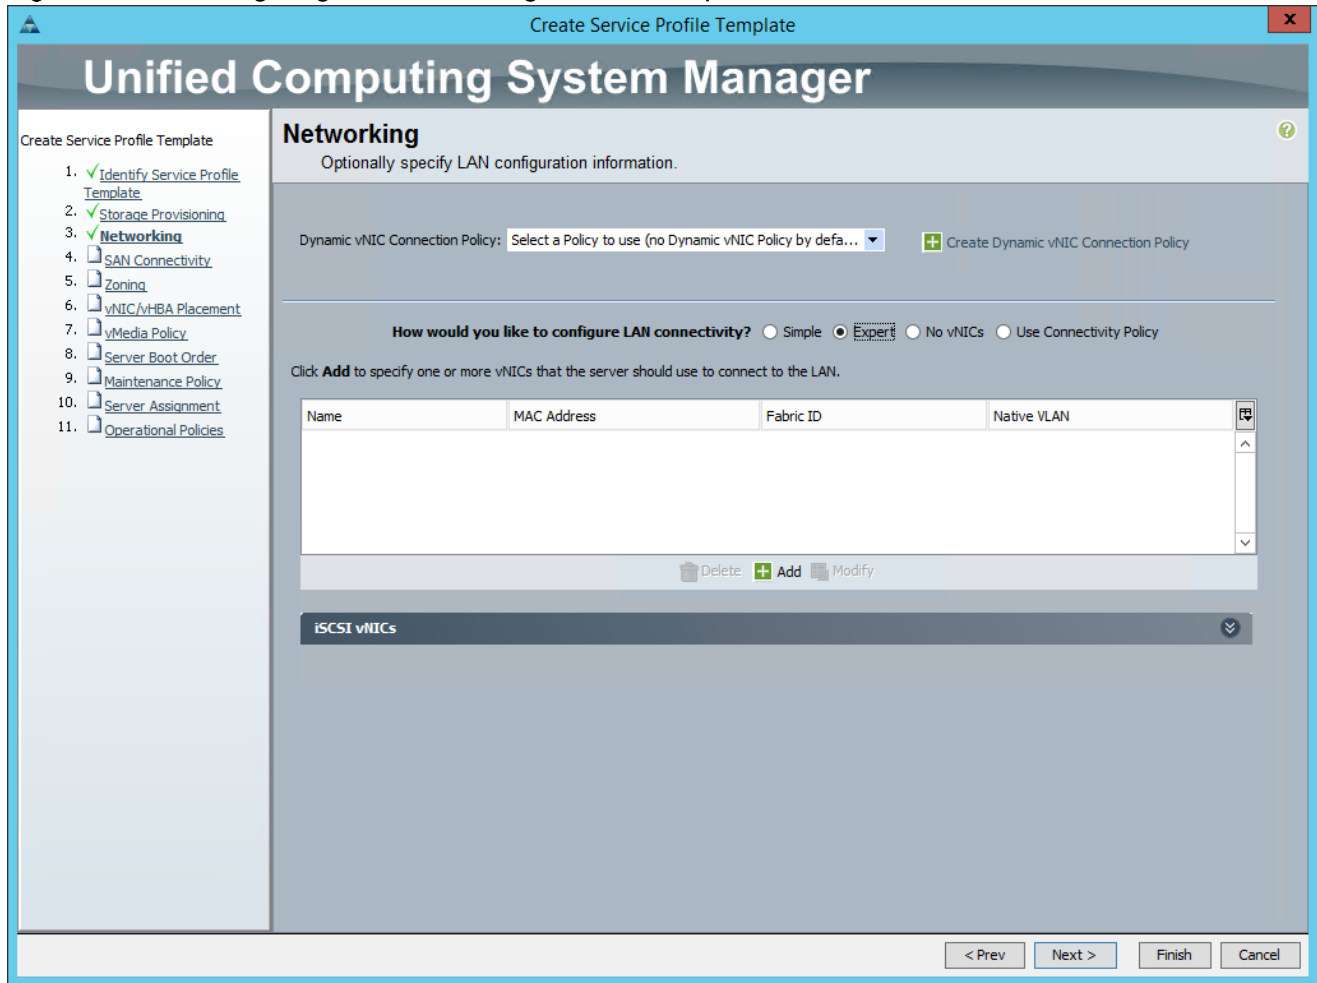 Create Service Profile Template
x
Unified Computing System Manager
Create Service Profile Template
1. Identify Service Profile
Template
2. Storage Provisioning
3. Networking
4. SAN Connectivity
5. Zoning
6. vNIC/vHBA Placement
7. vMedia Policy
8. Server Boot Order
9. Maintenance Policy
10. Server Assignment
11. Operational Policies
Networking
?
Optionally specify LAN configuration information.
Dynamic vNIC Connection Policy: Select a Policy to use (no Dynamic vNIC Policy by defa... Create Dynamic vNIC Connection Policy
How would you like to configure LAN connectivity? Simple Expert No vNICs Use Connectivity Policy
Click Add to specify one or more vNICs that the server should use to connect to the LAN.
Name MAC Address Fabric ID Native VLAN
Delete Add Modify
iSCSI vNICs
< Prev Next > Finish Cancel